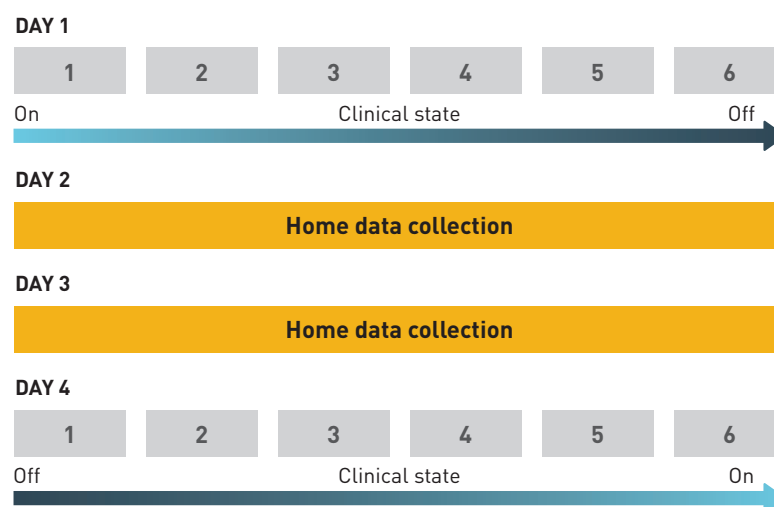 DAY 1
1 2 3 4 5 6
On Clinical state Off
DAY 2
Home data collection
DAY 3
Home data collection
DAY 4
1 2 3 4 5 6
Off Clinical state On